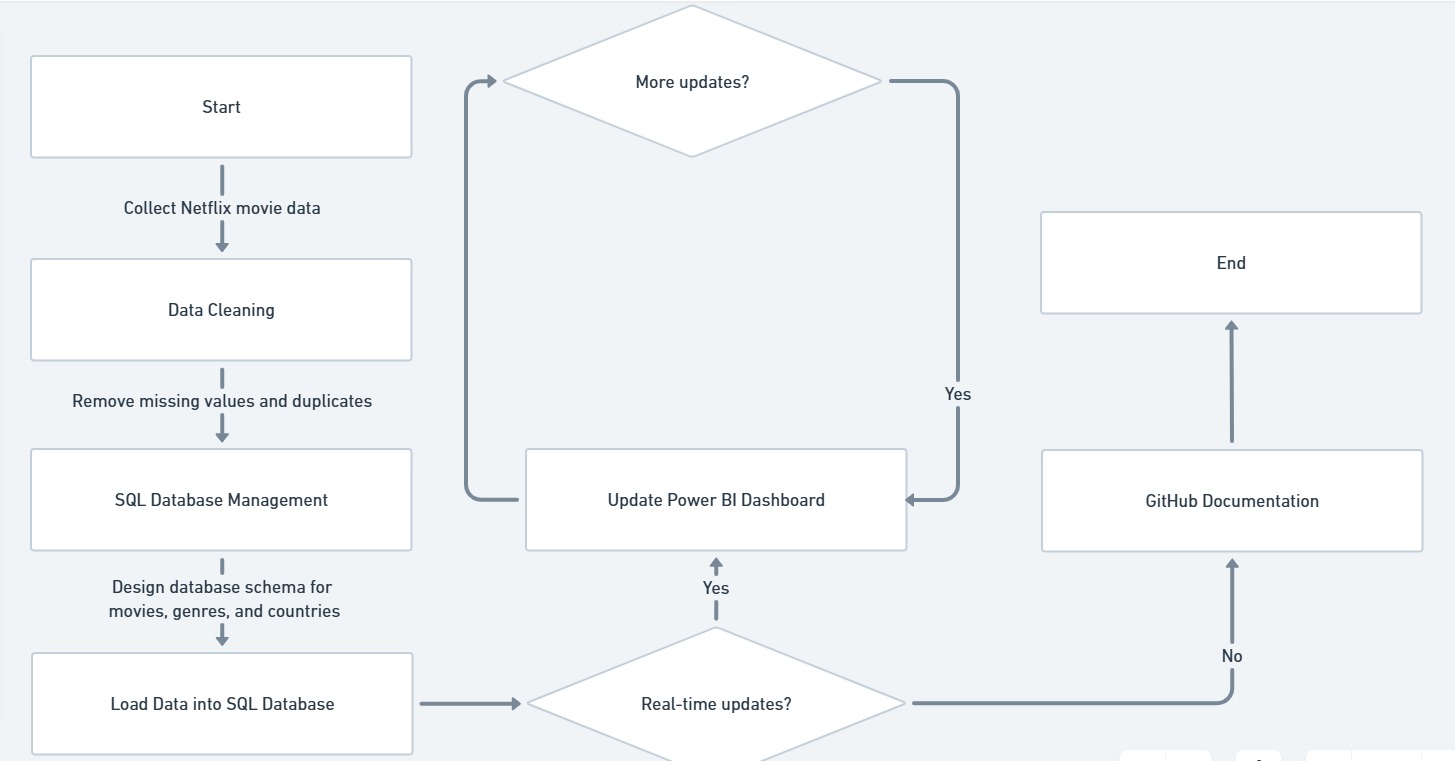 Start
Collect Netflix movie data
Data Cleaning
Remove missing values and duplicates
SQL Database Management
Design database schema for
movies, genres, and countries
Load Data into SQL Database
Real-time updates?
Yes
Update Power BI Dashboard
More updates?
Yes
No
GitHub Documentation
End